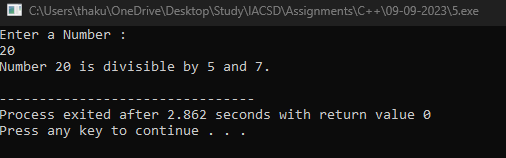 C:\Users\thaku\OneDrive\Desktop\Study\IACSD\Assignments\C++\09-09-2023\5.exe
Enter a Number :
20
Number 20 is divisible by 5 and 7.
--------------------------------
Process exited after 2.862 seconds with return value 0
Press any key to continue . . .